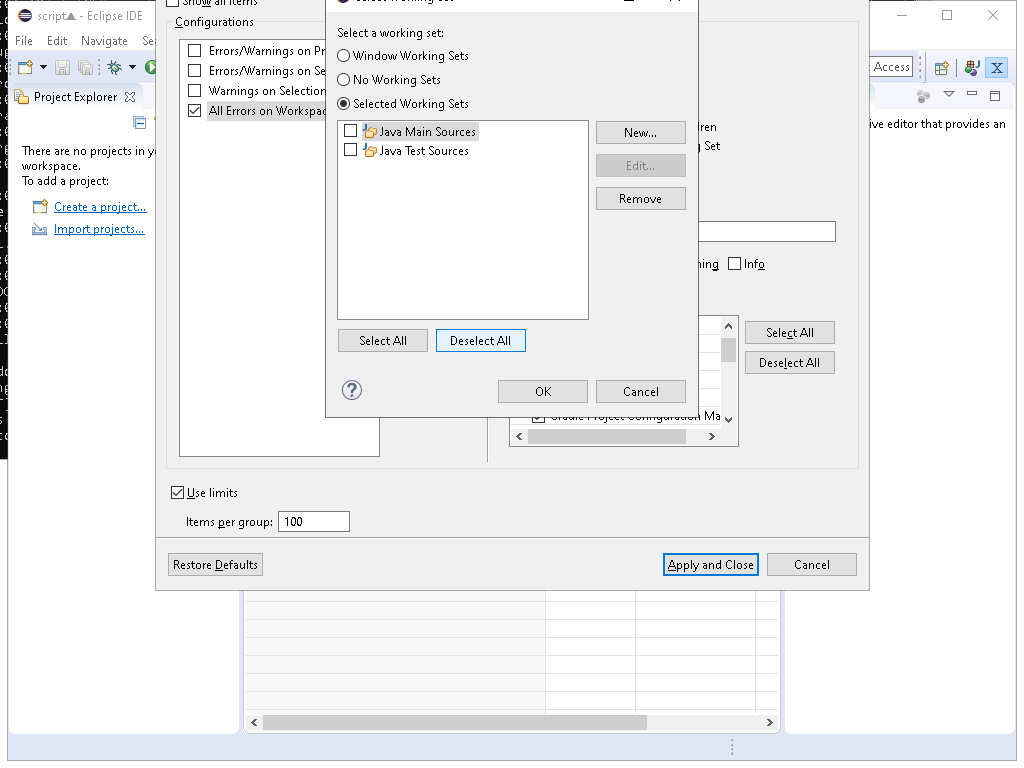 script - Eclipse IDE
Show all items
Select Working Set
File Edit Navigate Se
Configurations
Select a working set:
Errors/Warnings on Pr
Window Working Sets
Errors/Warnings on Se
No Working Sets
Access
Warnings on Selection
Project Explorer
Selected Working Sets
All Errors on Workspac
Java Main Sources
New...
ive editor that provides an
Java Test Sources
Set
There are no projects in y
workspace.
Edit...
To add a project:
Remove
Create a project...
Import projects...
Info
Select All
Deselect All
Select All
Deselect All
OK
Cancel
Gradle Project Configuration Ma
Use limits
Items per group: 100
Restore Defaults
Apply and Close
Cancel